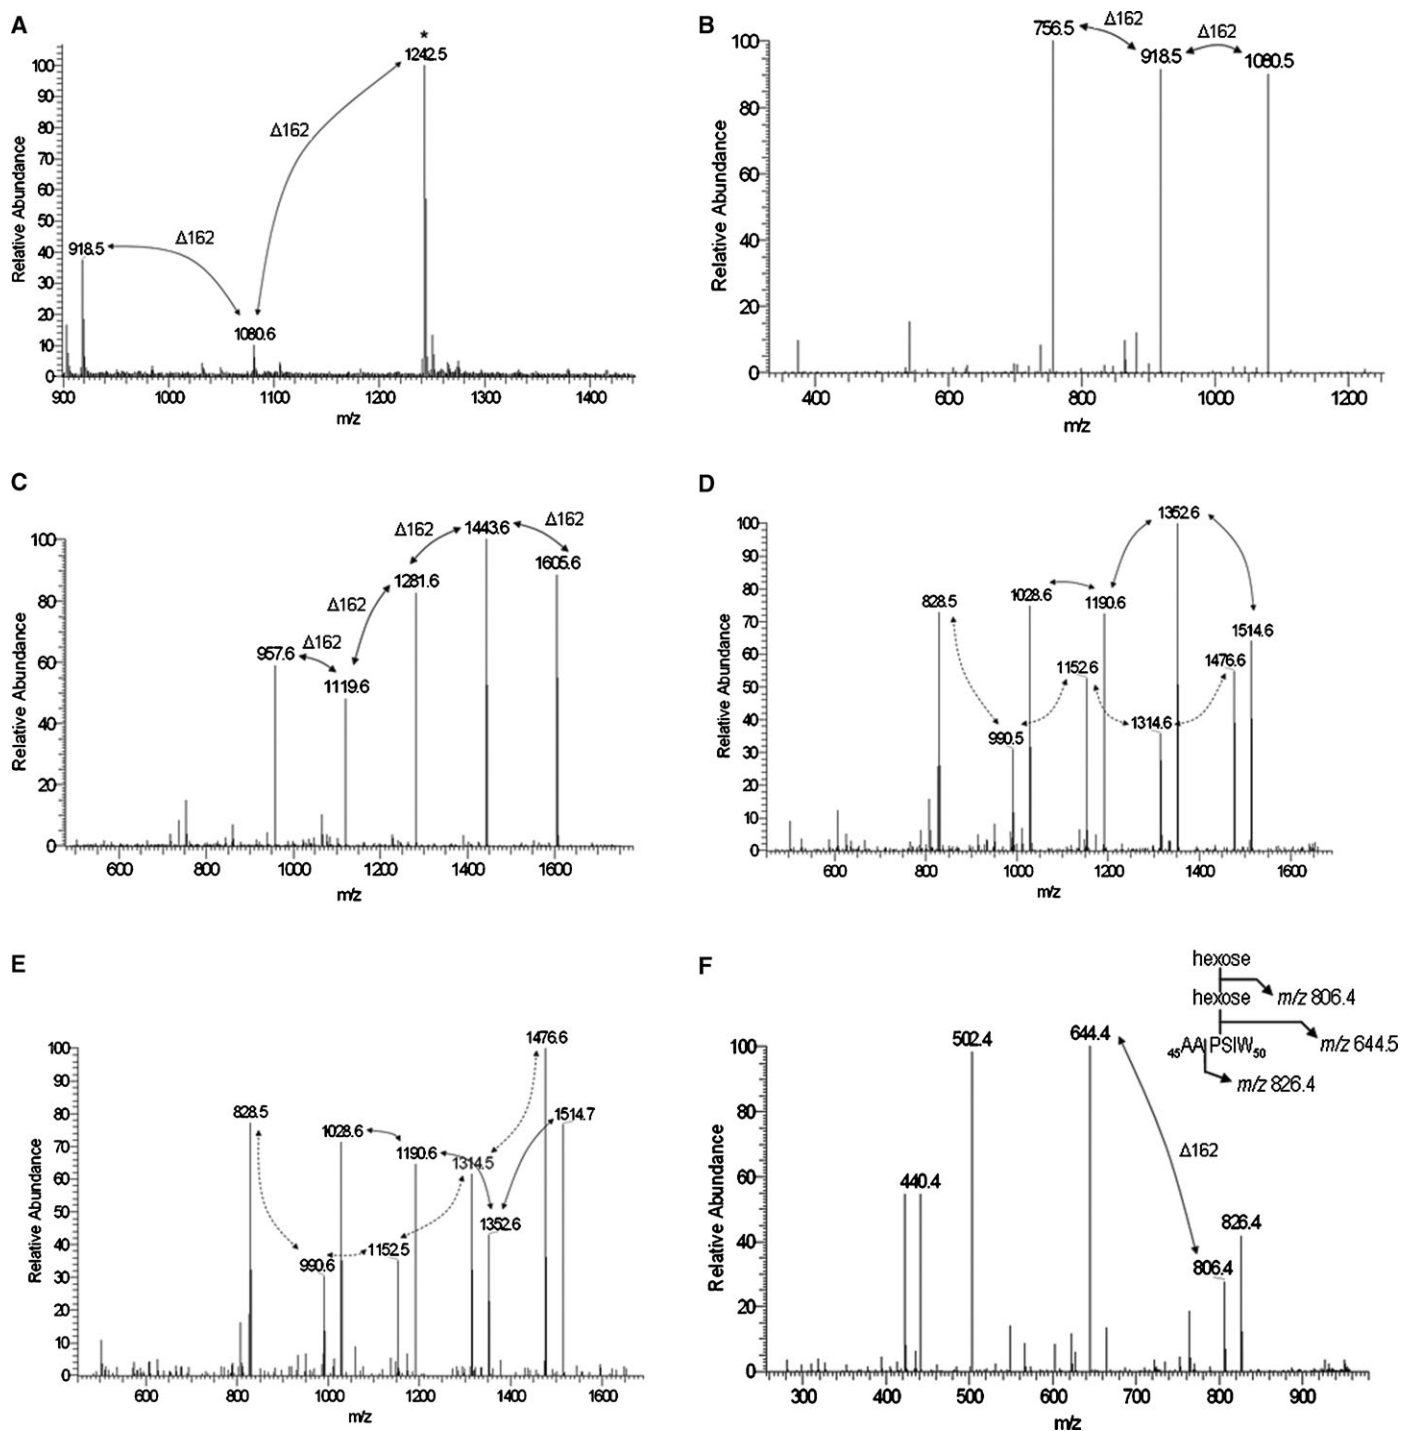 A
*
1242.5
Δ162
Δ162
918.5
1080.6
100
90
80
70
60
50
40
30
20
10
0
Relative Abundance
900 1000 1100 1200 1300 1400
m/z
B
756.5
Δ162
918.5
Δ162
1080.5
100
80
60
40
20
0
Relative Abundance
400 600 800 1000 1200
m/z
C
Δ162
1443.6
Δ162
1605.6
1281.6
Δ162
957.6
Δ162
1119.6
100
80
60
40
20
0
Relative Abundance
600 800 1000 1200 1400 1600
m/z
D
1352.6
828.5
1028.6
1190.6
1514.6
1152.6
1476.6
990.5
1314.6
100
90
80
70
60
50
40
30
20
10
0
Relative Abundance
600 800 1000 1200 1400 1600
m/z
E
1476.6
828.5
1514.7
1028.6
1190.6
1314.5
1352.6
1152.5
990.6
100
90
80
70
60
50
40
30
20
10
0
Relative Abundance
600 800 1000 1200 1400 1600
m/z
F
hexose
m/z 806.4
hexose
m/z 644.5
45AA PSIW50
m/z 826.4
502.4
644.4
Δ162
440.4
826.4
806.4
100
80
60
40
20
0
Relative Abundance
300 400 500 600 700 800 900
m/z